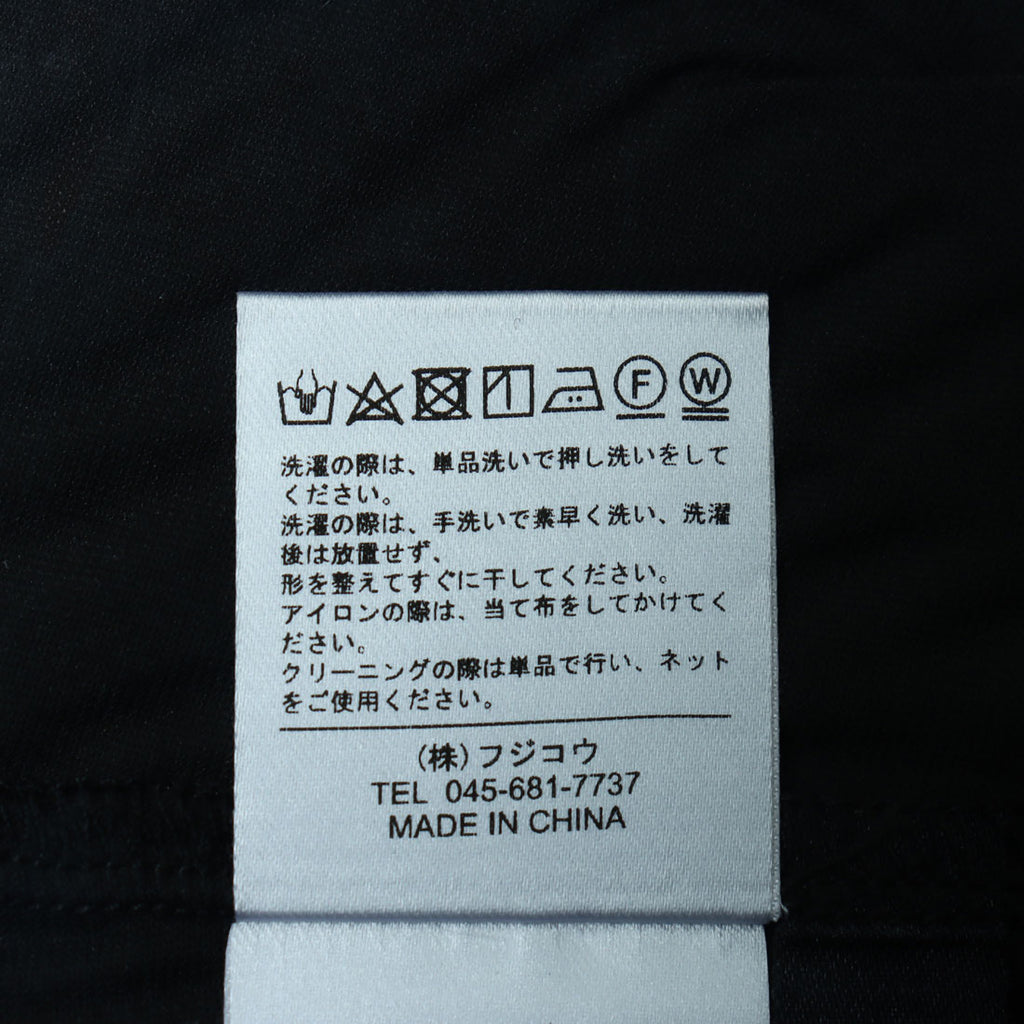 F W
洗濯の際は、単品洗いで押し洗いをして
ください。
洗濯の際は、手洗いで素早く洗い、洗濯
後は放置せず、
形を整えてすぐに干してください。
アイロンの際は、当て布をしてかけてく
ださい。
クリーニングの際は単品で行い、ネット
をご使用ください。
(株)フジコウ
TEL 045-681-7737
MADE IN CHINA